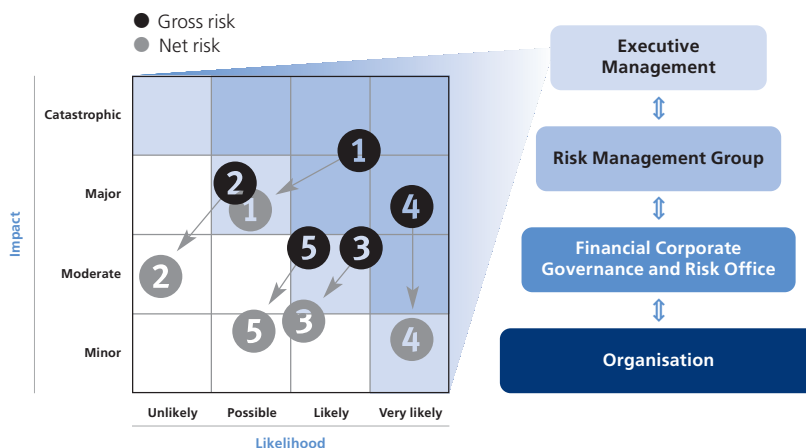 Gross risk
Net risk
Executive
Management
Catastrophic
1
Risk Management Group
2
Major
1
4
Impact
5
3
Financial Corporate
Governance and Risk Office
Moderate
2
5
3
4
Minor
Organisation
Unlikely
Possible
Likely
Very likely
Likelihood